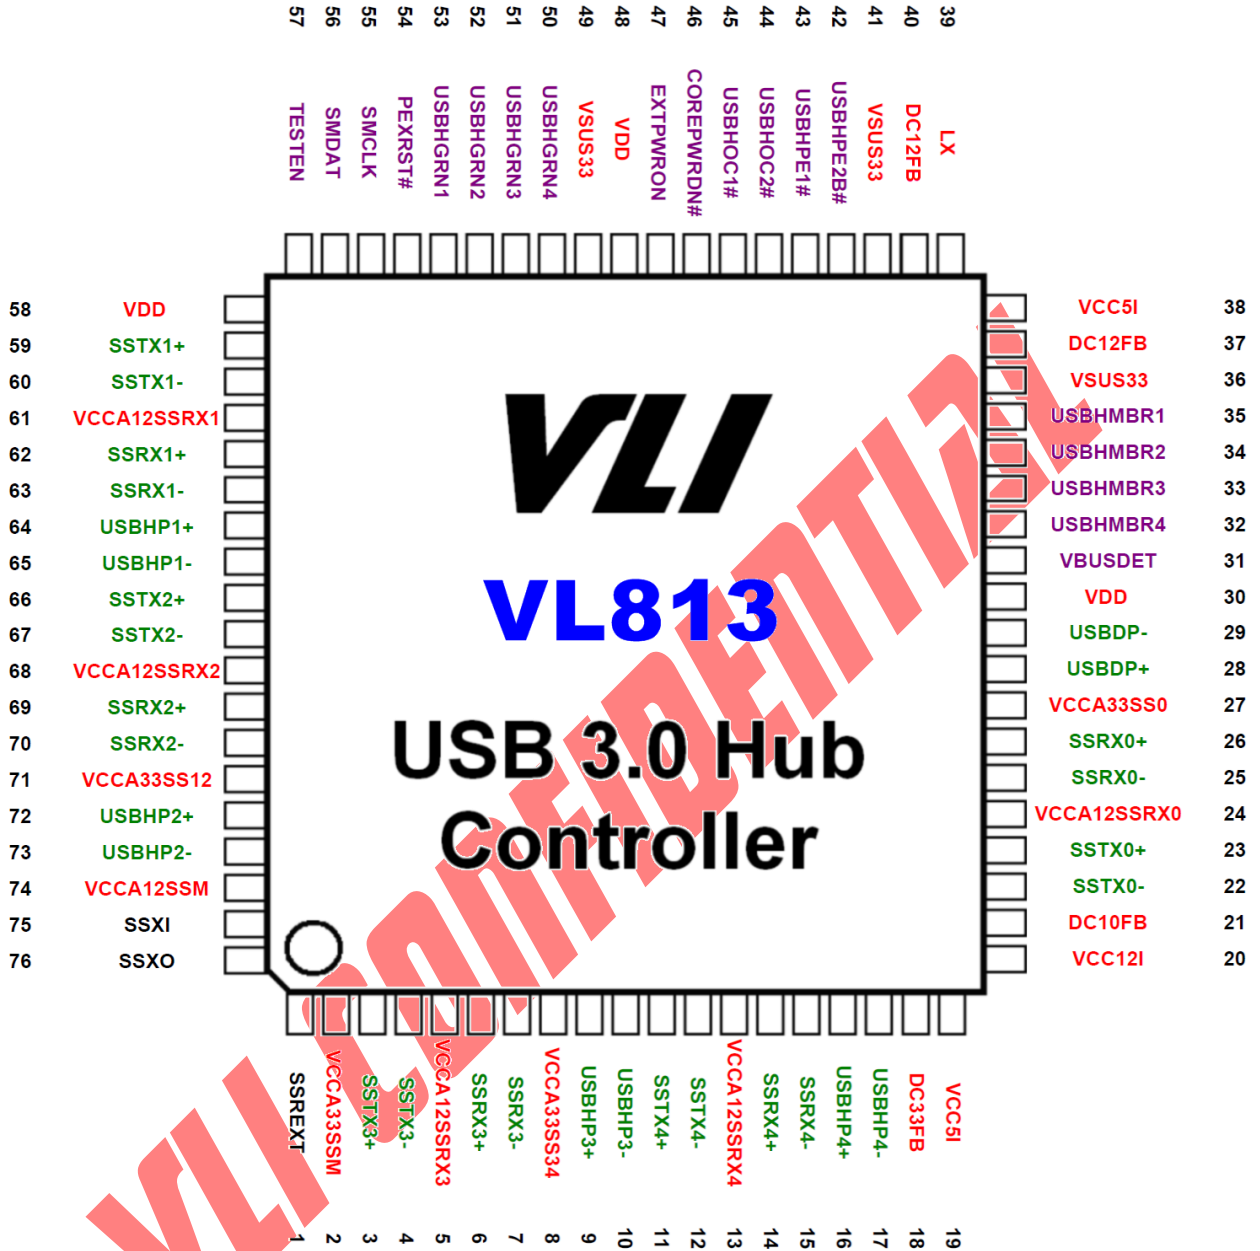 57 56 55 54 53 52 51 50 49 48 47 46 45 44 43 42 41 40 39
TESTEN SMDAT SMCLK PEXRST# USBHGRN1 USBHGRN2 USBHGRN3 USBHGRN4 VSUS33 VDD EXTPWRON COREPWRDN# USBHOC1# USBHOC2# USBHPE1# USBHPE2B# VSUS33 DC12FB LX
58 VDD
59 SSTX1+
60 SSTX1-
61 VCCA12SSRX1
62 SSRX1+
63 SSRX1-
64 USBHP1+
65 USBHP1-
66 SSTX2+
67 SSTX2-
68 VCCA12SSRX2
69 SSRX2+
70 SSRX2-
71 VCCA33SS12
72 USBHP2+
73 USBHP2-
74 VCCA12SSM
75 SSXI
76 SSXO
VLI
VL813
USB 3.0 Hub
Controller
VCC5I 38
DC12FB 37
VSUS33 36
USBHMBR1 35
USBHMBR2 34
USBHMBR3 33
USBHMBR4 32
VBUSDET 31
VDD 30
USBDP- 29
USBDP+ 28
VCCA33SS0 27
SSRX0+ 26
SSRX0- 25
VCCA12SSRX0 24
SSTX0+ 23
SSTX0- 22
DC10FB 21
VCC12I 20
SSREXT VCCA33SSM SSTX3+ SSTX3- VCCA12SSRX3 SSRX3+ SSRX3- VCCA33SS34 USBHP3+ USBHP3- SSTX4+ SSTX4- VCCA12SSRX4 SSRX4+ SSRX4- USBHP4+ USBHP4- DC33FB VCC5I
1 2 3 4 5 6 7 8 9 10 11 12 13 14 15 16 17 18 19
VLI CONFIDENTIAL